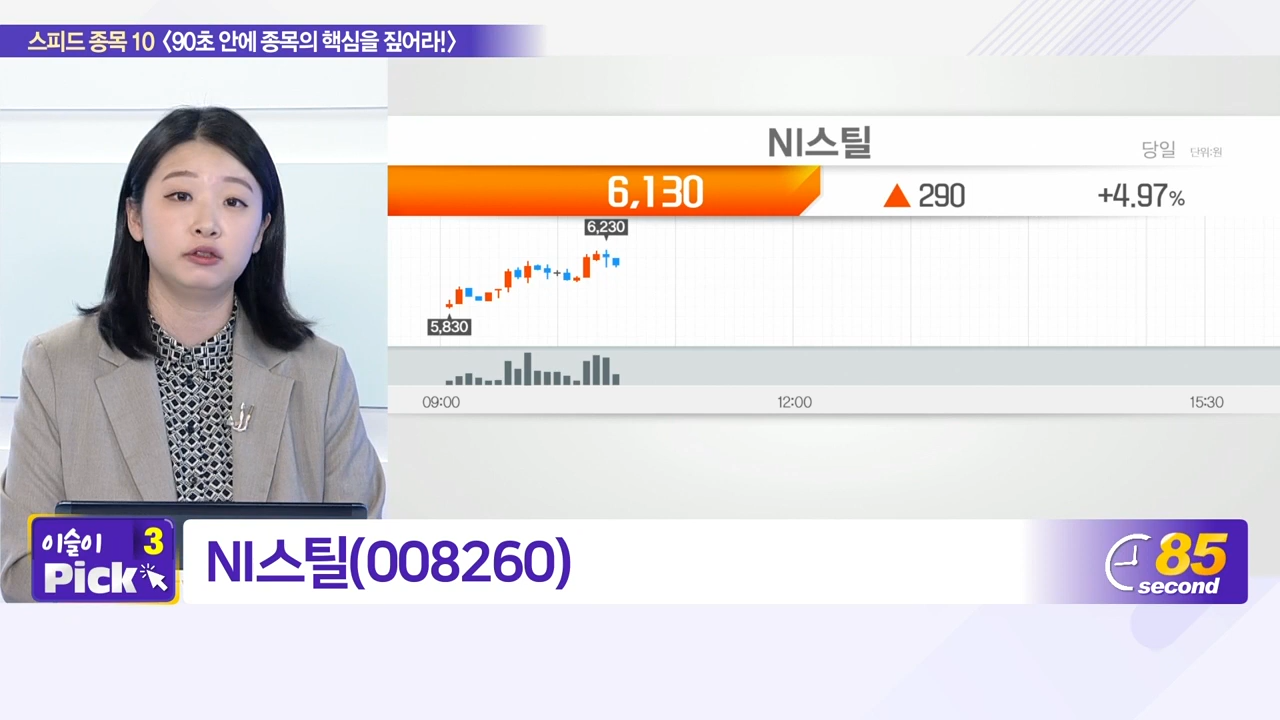 스피드 종목 10 <90초 안에 종목의 핵심을 짚어라!>
NI스틸
당일 단위:원
6,130 ▲ 290 +4.97%
6,230
5,830
09:00 12:00 15:30
이슬이 3
Pick
NI스틸(008260)
85
second